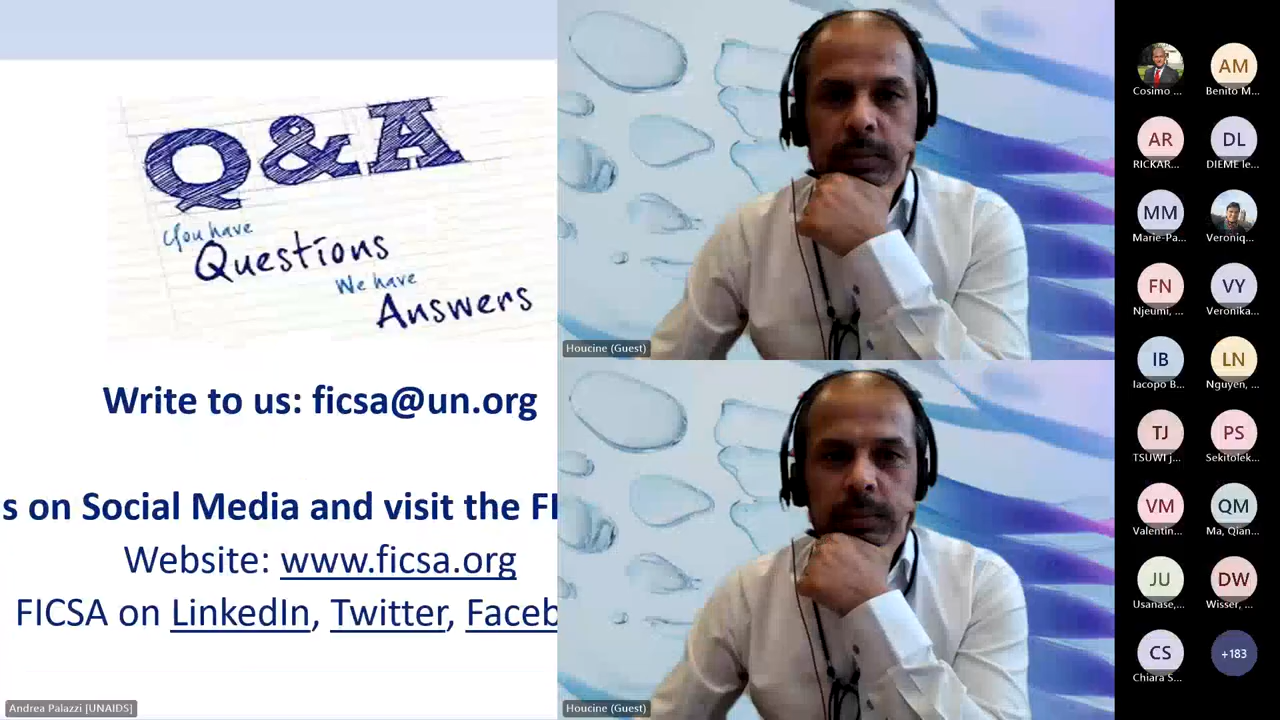 Q&A
You have
Questions
We have
Answers
Write to us: ficsa@un.org
s on Social Media and visit the FI
Website: www.ficsa.org
FICSA on LinkedIn, Twitter, Faceb
Andrea Palazzi [UNAIDS]
Houcine (Guest)
Houcine (Guest)
Cosimo ...
AM
Benito M...
AR
RICKAR...
DL
DIEME le...
MM
Marie-Pa...
Veroniq...
FN
Njeumi, ...
VY
Veronika...
IB
Iacopo B...
LN
Nguyen, ...
TJ
TSUWI j...
PS
Sekitolek...
VM
Valentin...
QM
Ma, Qian...
JU
Usanase,...
DW
Wisser, ...
CS
Chiara S...
+183